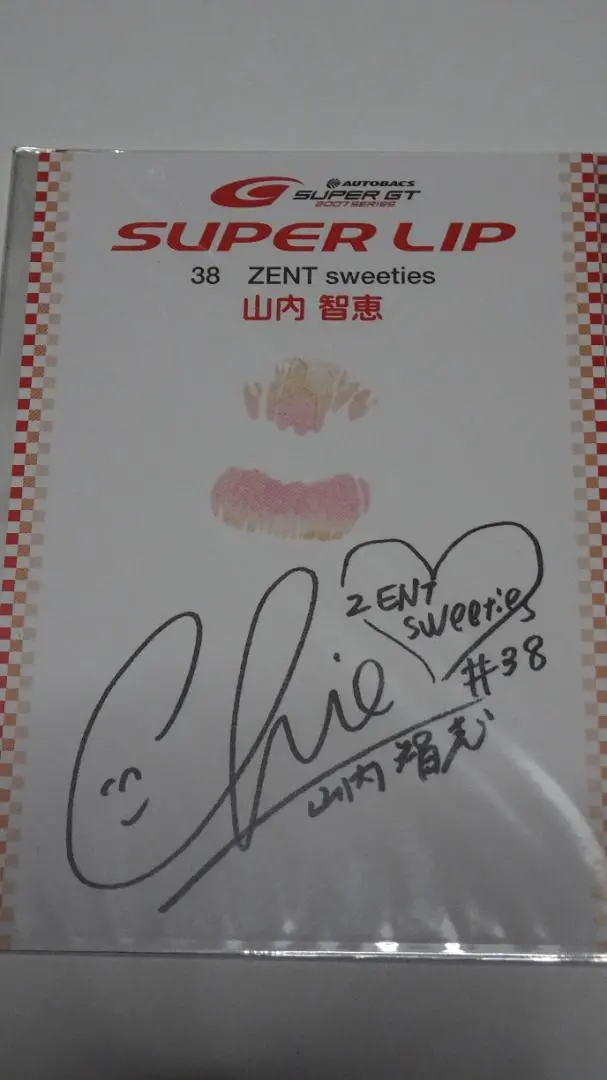 AUTOBACS
SUPER GT
2007 SERIES
SUPER LIP
38 ZENT sweeties
山内 智恵
ZENT
sweeties
#38
Chie
山内 智恵